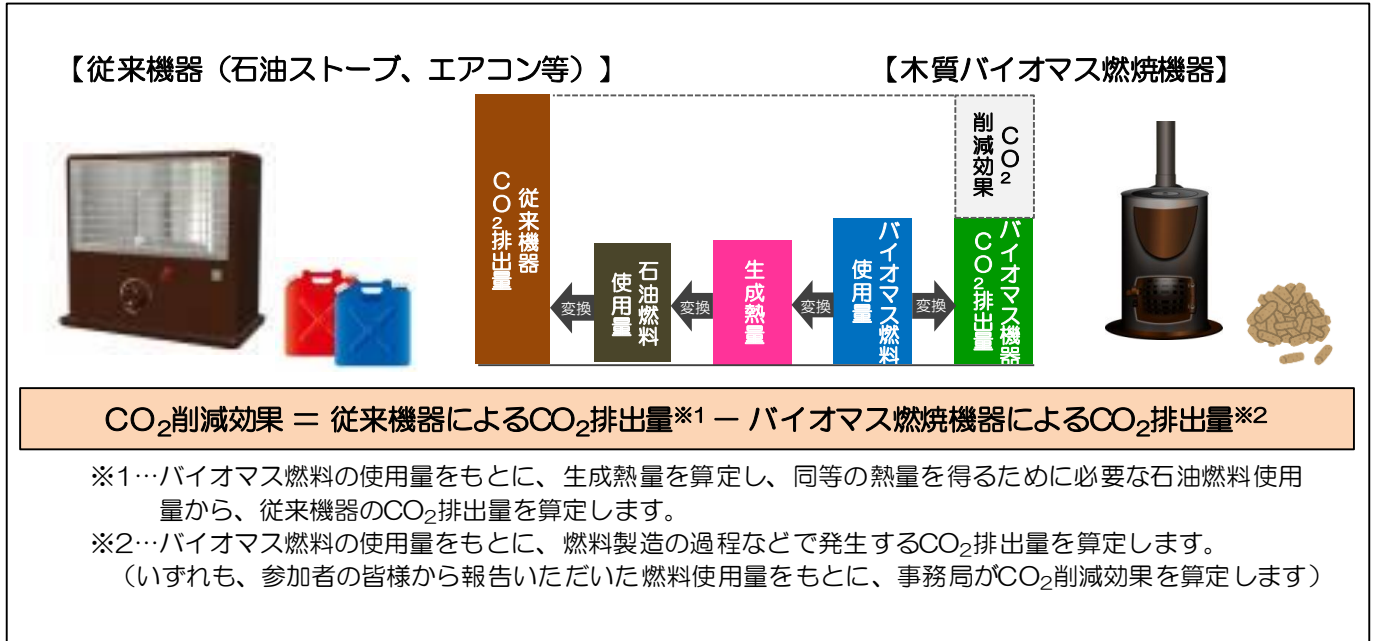 【従来機器（石油ストーブ、エアコン等）】
【木質バイオマス燃焼機器】
従来機器
CO2排出量
変換
石油燃料
使用量
変換
生成熱量
変換
バイオマス燃料
使用量
変換
CO2
削減効果
バイオマス機器
CO2排出量
CO2削減効果 ＝ 従来機器によるCO2排出量※1 － バイオマス燃焼機器によるCO2排出量※2
※1…バイオマス燃料の使用量をもとに、生成熱量を算定し、同等の熱量を得るために必要な石油燃料使用
量から、従来機器のCO2排出量を算定します。
※2…バイオマス燃料の使用量をもとに、燃料製造の過程などで発生するCO2排出量を算定します。
（いずれも、参加者の皆様から報告いただいた燃料使用量をもとに、事務局がCO2削減効果を算定します）